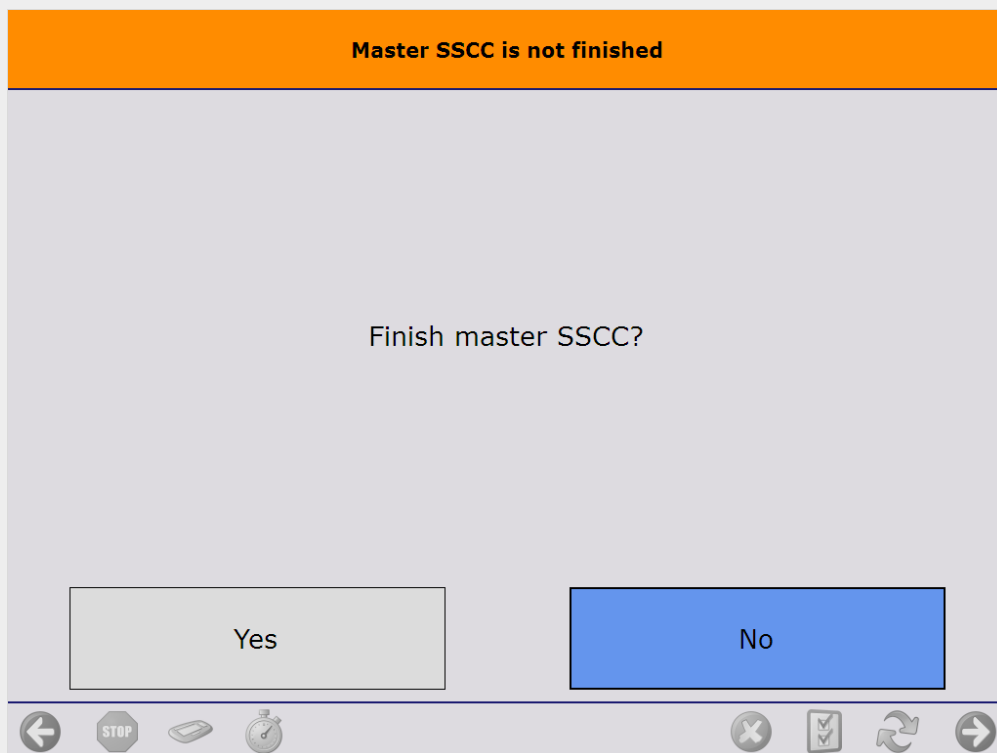 Master SSCC is not finished
Finish master SSCC?
Yes
No
STOP